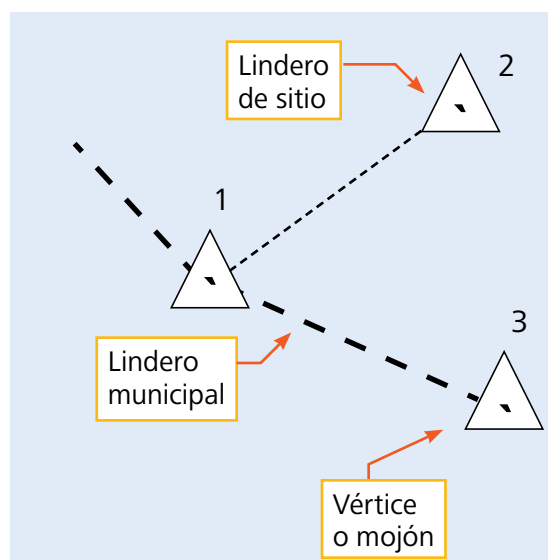 Lindero
de sitio
2
1
3
Lindero
municipal
Vértice
o mojón